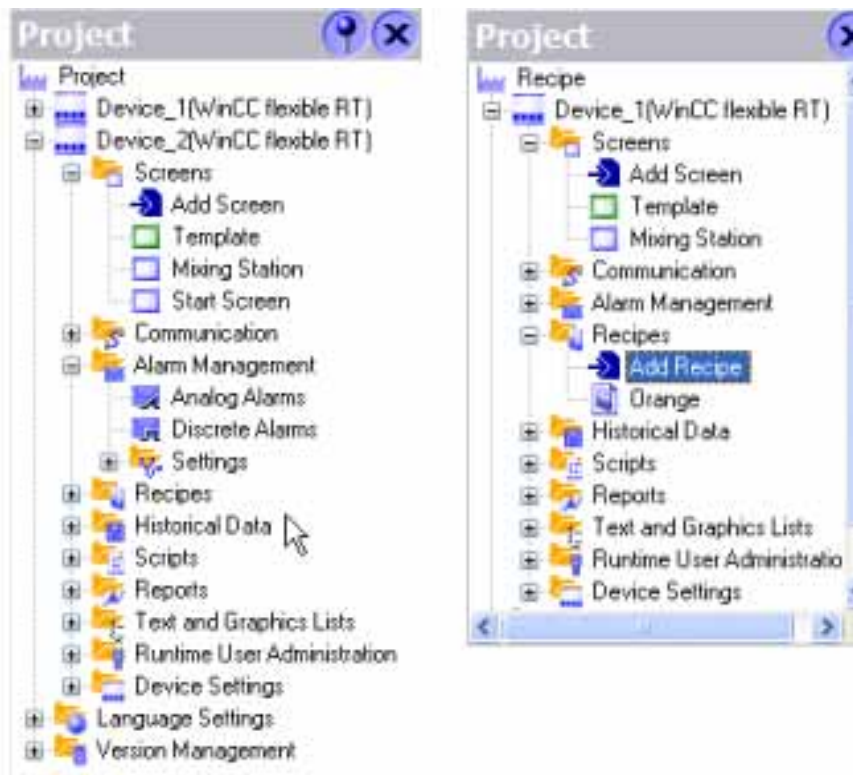 Project
Project
Device_1(WinCC flexible RT)
Device_2(WinCC flexible RT)
Screens
Add Screen
Template
Mixing Station
Start Screen
Communication
Alarm Management
Analog Alarms
Discrete Alarms
Settings
Recipes
Historical Data
Scripts
Reports
Text and Graphics Lists
Runtime User Administration
Device Settings
Language Settings
Version Management
Project
Recipe
Device_1(WinCC flexible RT)
Screens
Add Screen
Template
Mixing Station
Communication
Alarm Management
Recipes
Add Recipe
Orange
Historical Data
Scripts
Reports
Text and Graphics Lists
Runtime User Administratio
Device Settings